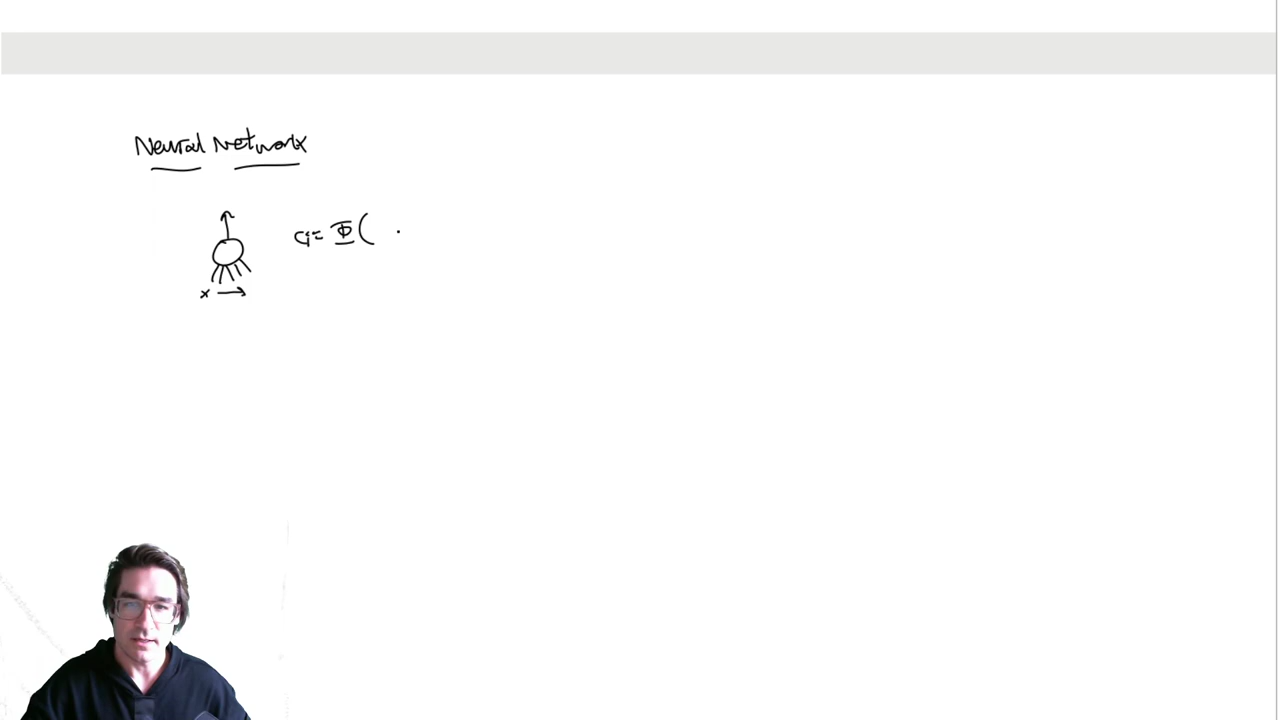 Neural Network
a = Φ(
x →